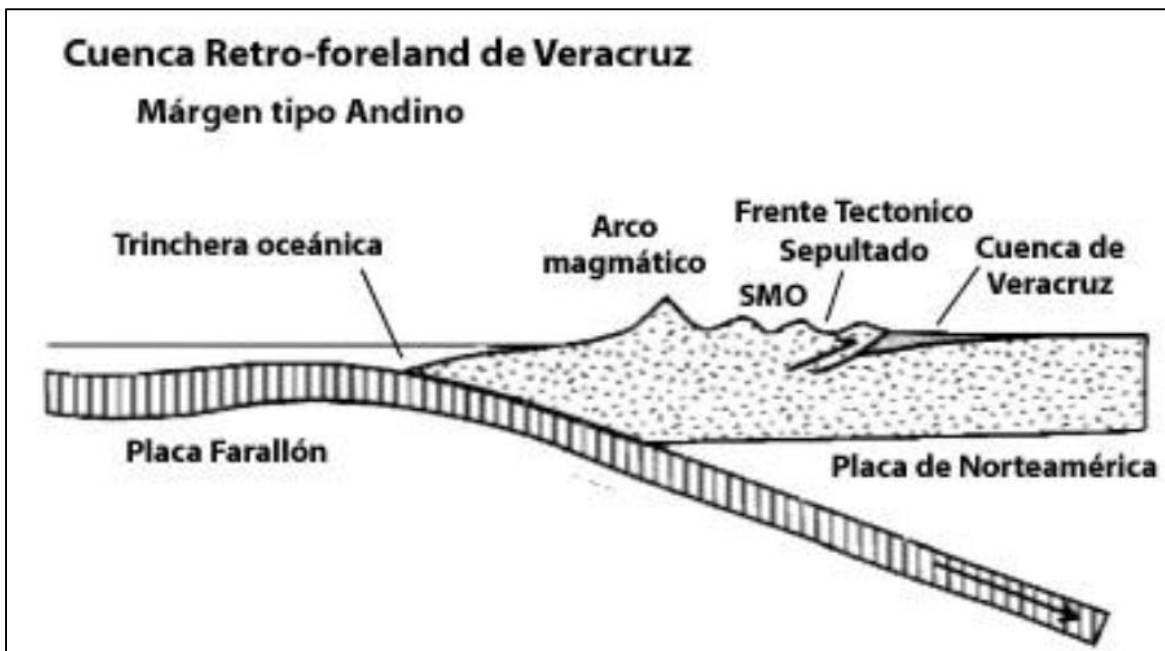 Cuenca Retro-foreland de Veracruz
Márgen tipo Andino
Trinchera oceánica
Arco
magmático
Frente Tectonico
Sepultado
SMO
Cuenca de
Veracruz
Placa Farallón
Placa de Norteamérica